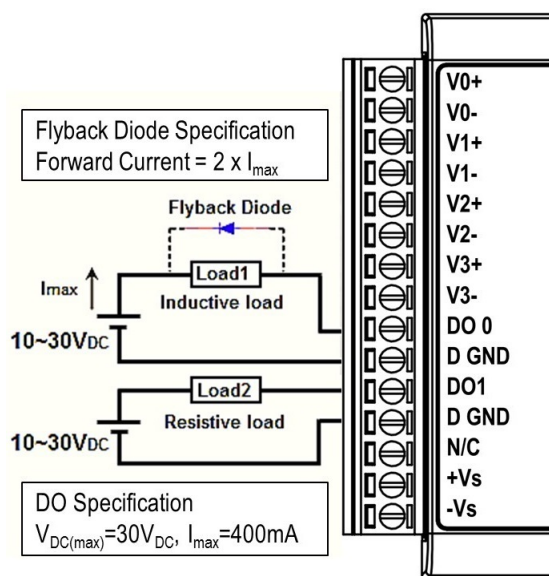 Flyback Diode Specification
Forward Current = 2 x Imax
Flyback Diode
Load1
Imax
Inductive load
10~30VDC
Load2
Resistive load
10~30VDC
DO Specification
VDC(max)=30VDC, Imax=400mA
V0+
V0-
V1+
V1-
V2+
V2-
V3+
V3-
DO 0
D GND
DO1
D GND
N/C
+Vs
-Vs